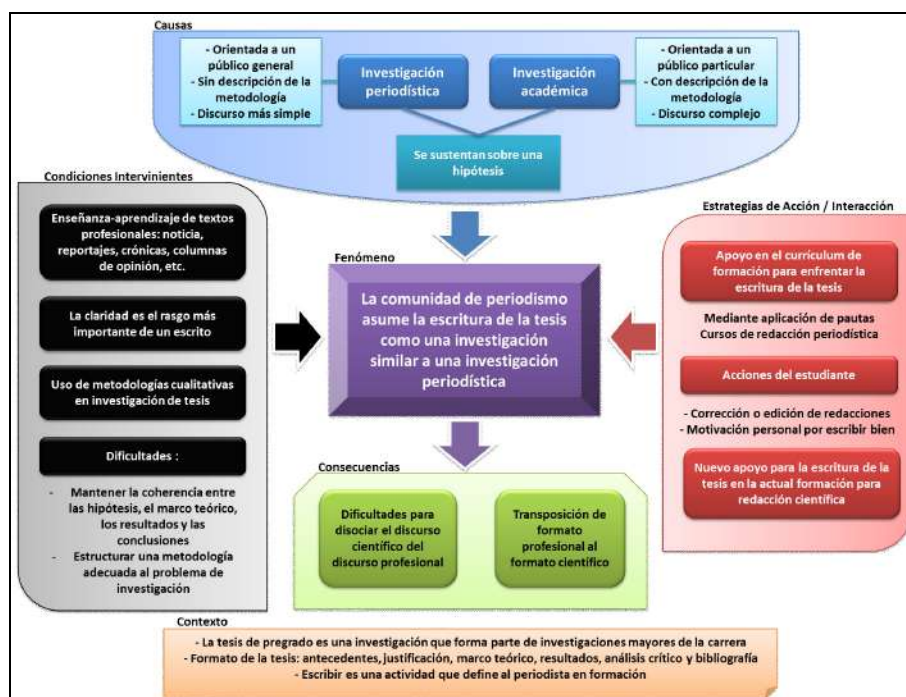 Causas
- Orientada a un
público general
- Sin descripción de la
metodología
- Discurso más simple
Investigación
periodística
Investigación
académica
- Orientada a un
público particular
- Con descripción de la
metodología
- Discurso complejo
Se sustentan sobre una
hipótesis
Condiciones Intervinientes
Enseñanza-aprendizaje de textos
profesionales: noticia,
reportajes, crónicas, columnas
de opinión, etc.
La claridad es el rasgo más
importante de un escrito
Uso de metodologías cualitativas
en investigación de tesis
Dificultades :
- Mantener la coherencia entre
las hipótesis, el marco teórico,
los resultados y las
conclusiones
- Estructurar una metodología
adecuada al problema de
investigación
Fenómeno
La comunidad de periodismo
asume la escritura de la tesis
como una investigación
similar a una investigación
periodística
Estrategias de Acción / Interacción
Apoyo en el currículum de
formación para enfrentar la
escritura de la tesis
Mediante aplicación de pautas
Cursos de redacción periodística
Acciones del estudiante
- Corrección o edición de redacciones
- Motivación personal por escribir bien
Nuevo apoyo para la escritura de la
tesis en la actual formación para
redacción científica
Consecuencias
Dificultades para
disociar el discurso
científico del
discurso profesional
Transposición de
formato
profesional al
formato científico
Contexto
- La tesis de pregrado es una investigación que forma parte de investigaciones mayores de la carrera
- Formato de la tesis: antecedentes, justificación, marco teórico, resultados, análisis crítico y bibliografía
- Escribir es una actividad que define al periodista en formación